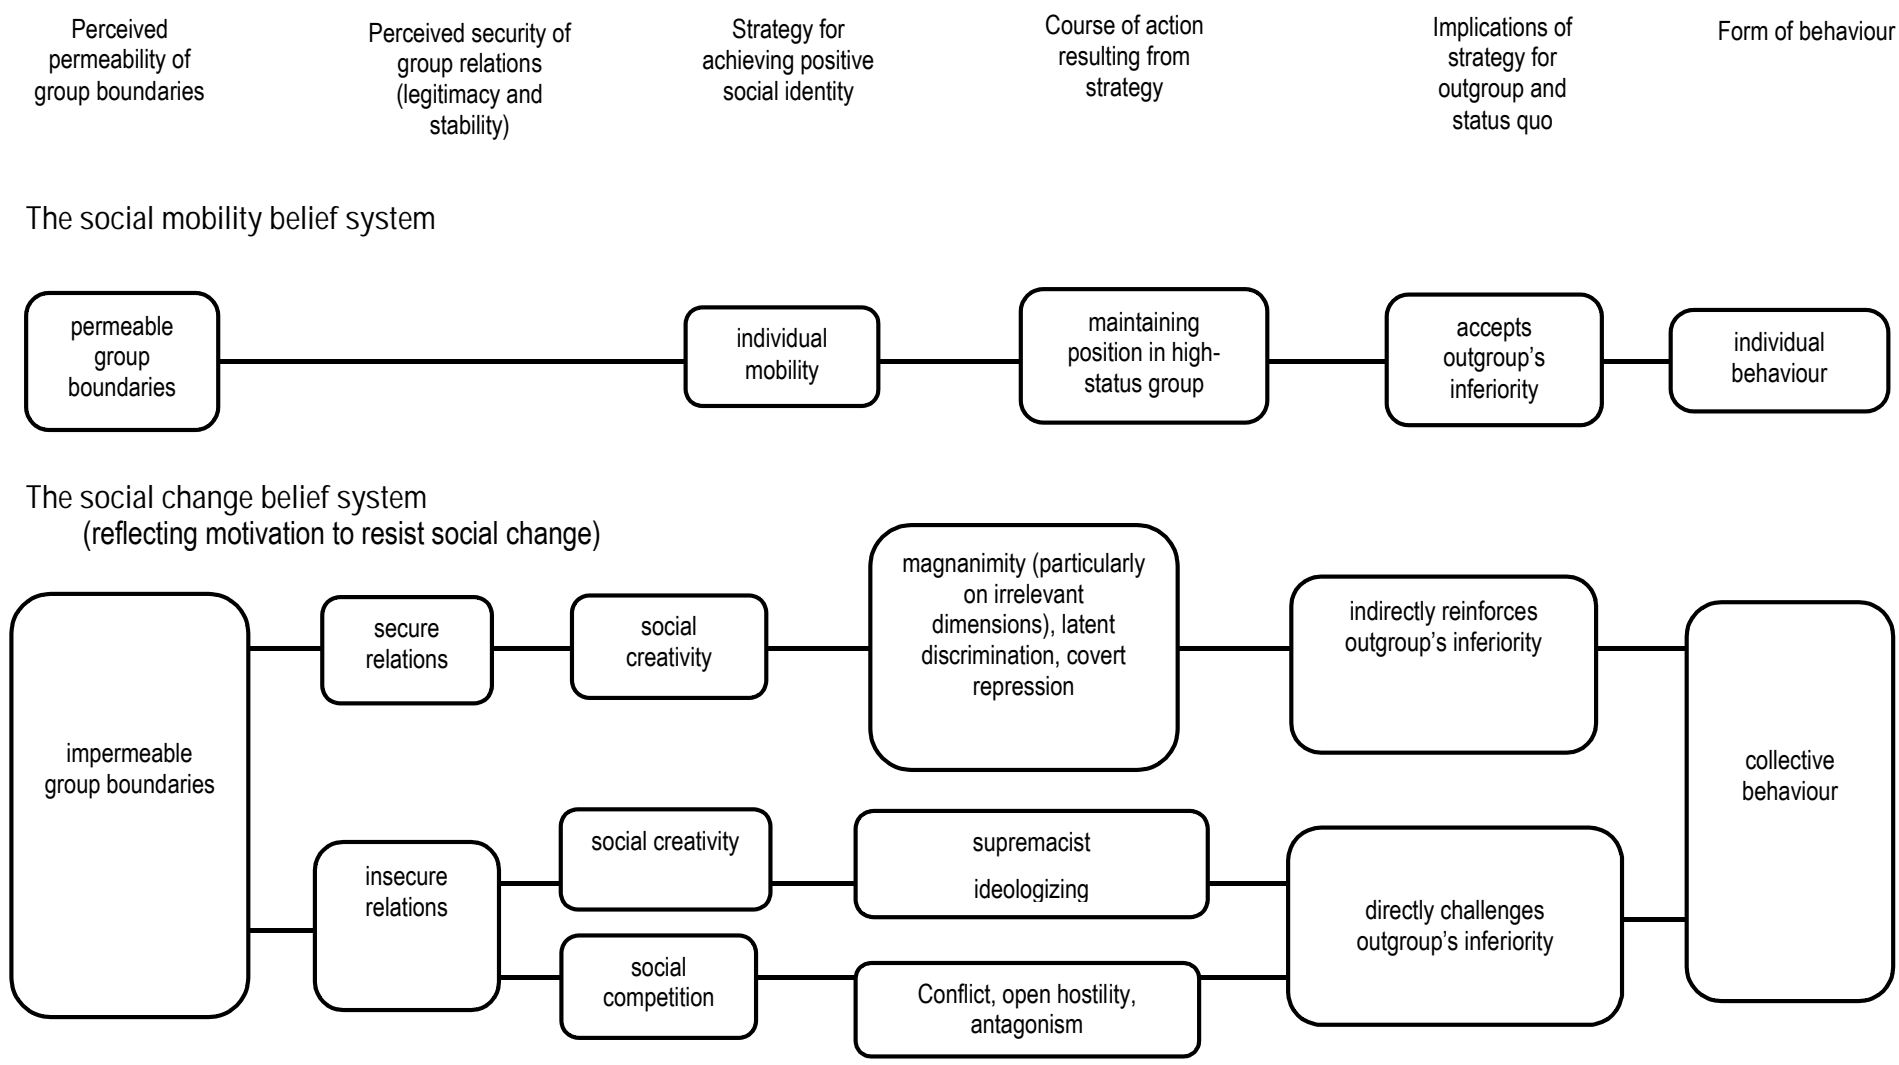 Perceived
permeability of
group boundaries
Perceived security of
group relations
(legitimacy and
stability)
Strategy for
achieving positive
social identity
Course of action
resulting from
strategy
Implications of
strategy for
outgroup and
status quo
Form of behaviour
The social mobility belief system
permeable
group
boundaries
individual
mobility
maintaining
position in high-
status group
accepts
outgroup’s
inferiority
individual
behaviour
The social change belief system
(reflecting motivation to resist social change)
impermeable
group boundaries
secure
relations
social
creativity
magnanimity (particularly
on irrelevant
dimensions), latent
discrimination, covert
repression
indirectly reinforces
outgroup’s inferiority
insecure
relations
social creativity
supremacist
ideologizing
social
competition
Conflict, open hostility,
antagonism
directly challenges
outgroup’s inferiority
collective
behaviour